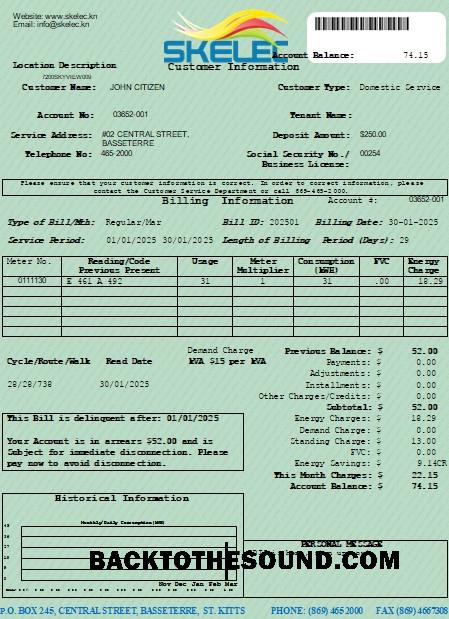 Website: www.skelec.kn
Email: info@skelec.kn
SKELEC
Account Balance: 74.15
Location Description
Customer Information
7200SKYVIEW009
Customer Name: JOHN CITIZEN
Customer Type: Domestic Service
Account No: 03652-001
Tenant Name:
Service Address: #02 CENTRAL STREET,
BASSETERRE
Deposit Amount: $250.00
Telephone No: 465-2000
Social Security No./ 00254
Business License:
Please ensure that your customer information is correct. In order to correct information, please
contact the Customer Service Department or call 869-465-2000.
Billing Information
Account #: 03652-001
Type of Bill/Mth: Regular/Mar
Bill ID: 202501
Billing Date: 30-01-2025
Service Period: 01/01/2025 30/01/2025
Length of Billing Period (Days): 29
Meter No. Reading/Code Previous Present Usage Meter Multiplier Consumption (kWH) FVC Energy Charge
0111130 E 461 A 492 31 1 31 .00 18.29
Demand Charge
KVA $15 per KVA
Cycle/Route/Walk Read Date
28/28/738 30/01/2025
Previous Balance: $ 52.00
Payments: $ 0.00
Adjustments: $ 0.00
Installments: $ 0.00
Other Charges/Credits: $ 0.00
Subtotal: $ 52.00
Energy Charges: $ 18.29
Demand Charge: $ 0.00
Standing Charge: $ 13.00
FVC: $ 0.00
Energy Savings: $ 9.14CR
This Month Charges: $ 22.15
Account Balance: $ 74.15
This Bill is delinquent after: 01/01/2025
Your Account is in arrears $52.00 and is
Subject for immediate disconnection. Please
pay now to avoid disconnection.
Historical Information
Monthly/Daily Consumption(kWH)
Nov Dec Jan Feb Mar
PERSONAL MESSAGE
BACKTOTHESOUND.COM
P.O. BOX 245, CENTRAL STREET, BASSETERRE, ST. KITTS
PHONE: (869) 465 2000
FAX (869) 4667308